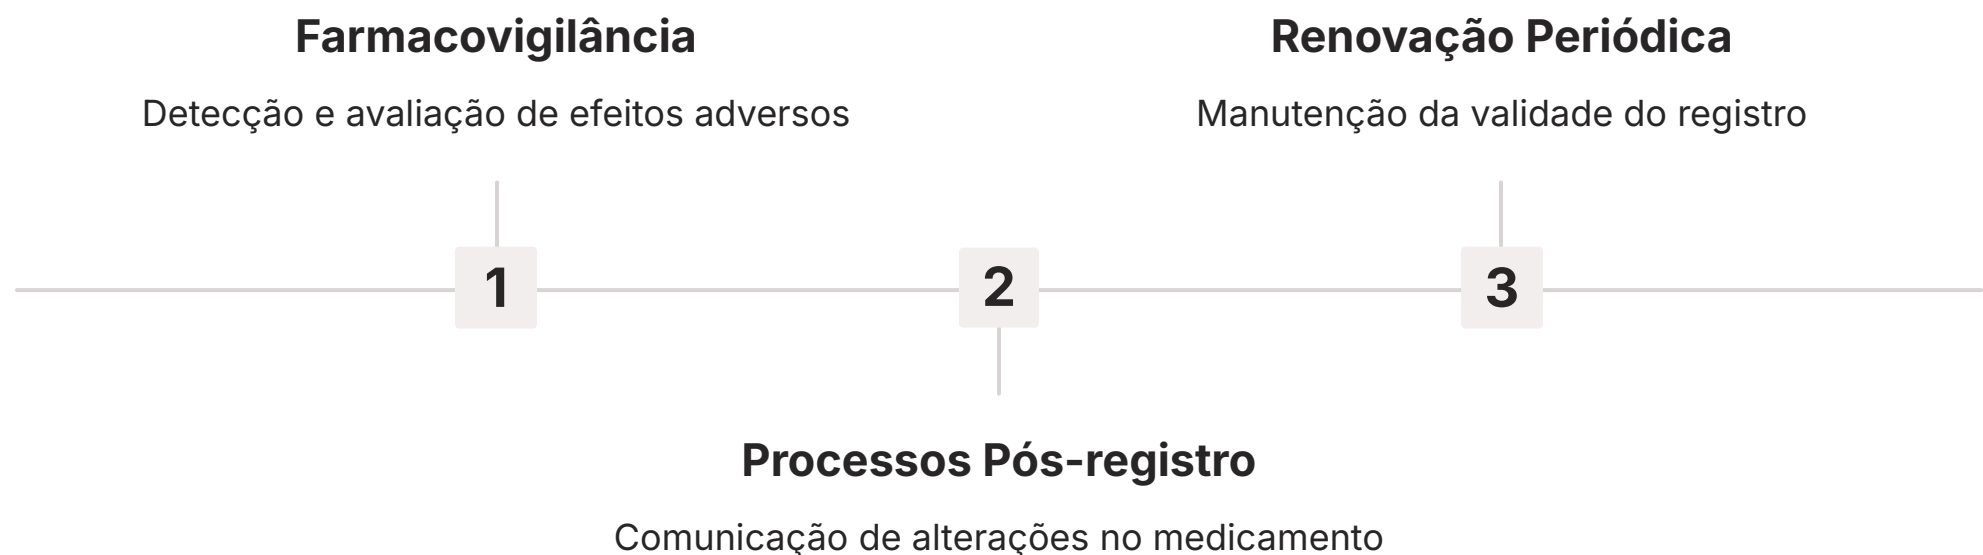 Farmacovigilância
Detecção e avaliação de efeitos adversos
Renovação Periódica
Manutenção da validade do registro
1
2
3
Processos Pós-registro
Comunicação de alterações no medicamento